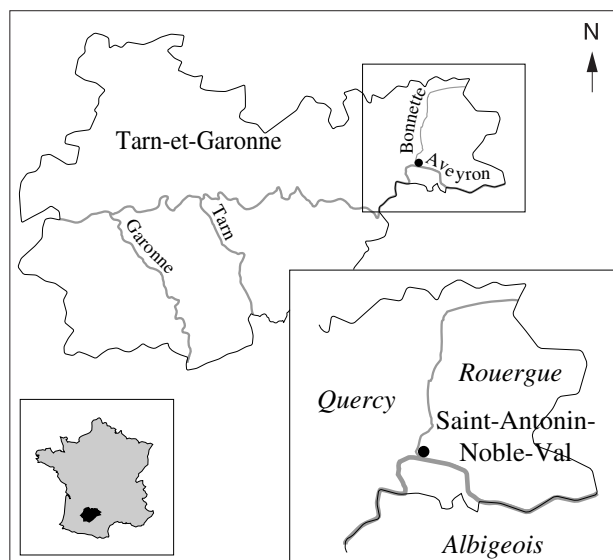 N
Tarn-et-Garonne
Bonnette
Aveyron
Garonne
Tarn
Quercy
Rouergue
Saint-Antonin-
Noble-Val
Albigeois